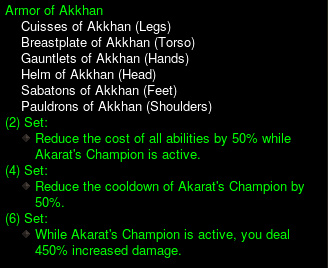 Armor of Akkhan
Cuisses of Akkhan (Legs)
Breastplate of Akkhan (Torso)
Gauntlets of Akkhan (Hands)
Helm of Akkhan (Head)
Sabatons of Akkhan (Feet)
Pauldrons of Akkhan (Shoulders)
(2) Set:
Reduce the cost of all abilities by 50% while
Akarat's Champion is active.
(4) Set:
Reduce the cooldown of Akarat's Champion by
50%.
(6) Set:
While Akarat's Champion is active, you deal
450% increased damage.